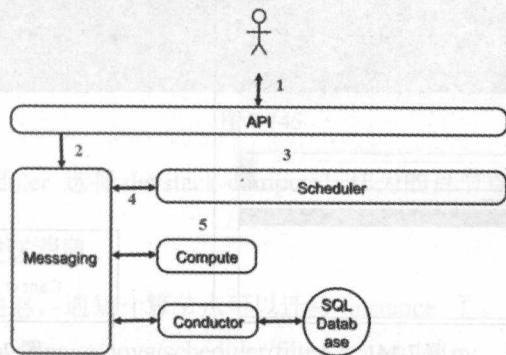 1
API
2
3
Scheduler
4
5
Messaging
Compute
Conductor
SQL
Datab
ase